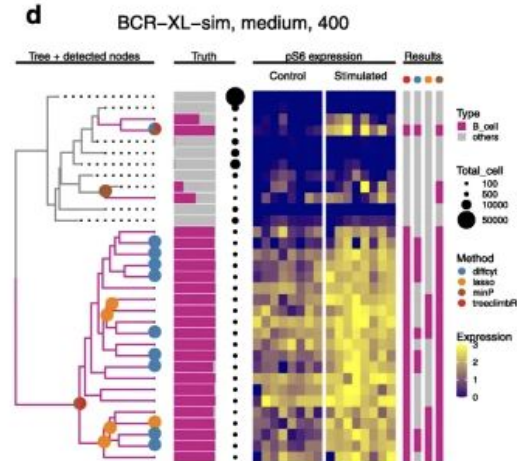 d
BCR-XL-sim, medium, 400
Tree + detected nodes
Truth
pS6 expression
Results
Control
Stimulated
Type
B_cell
others
Total_cell
100
500
10000
50000
Method
diffcyt
lasso
minP
treeclimbR
Expression
3
2
1
0